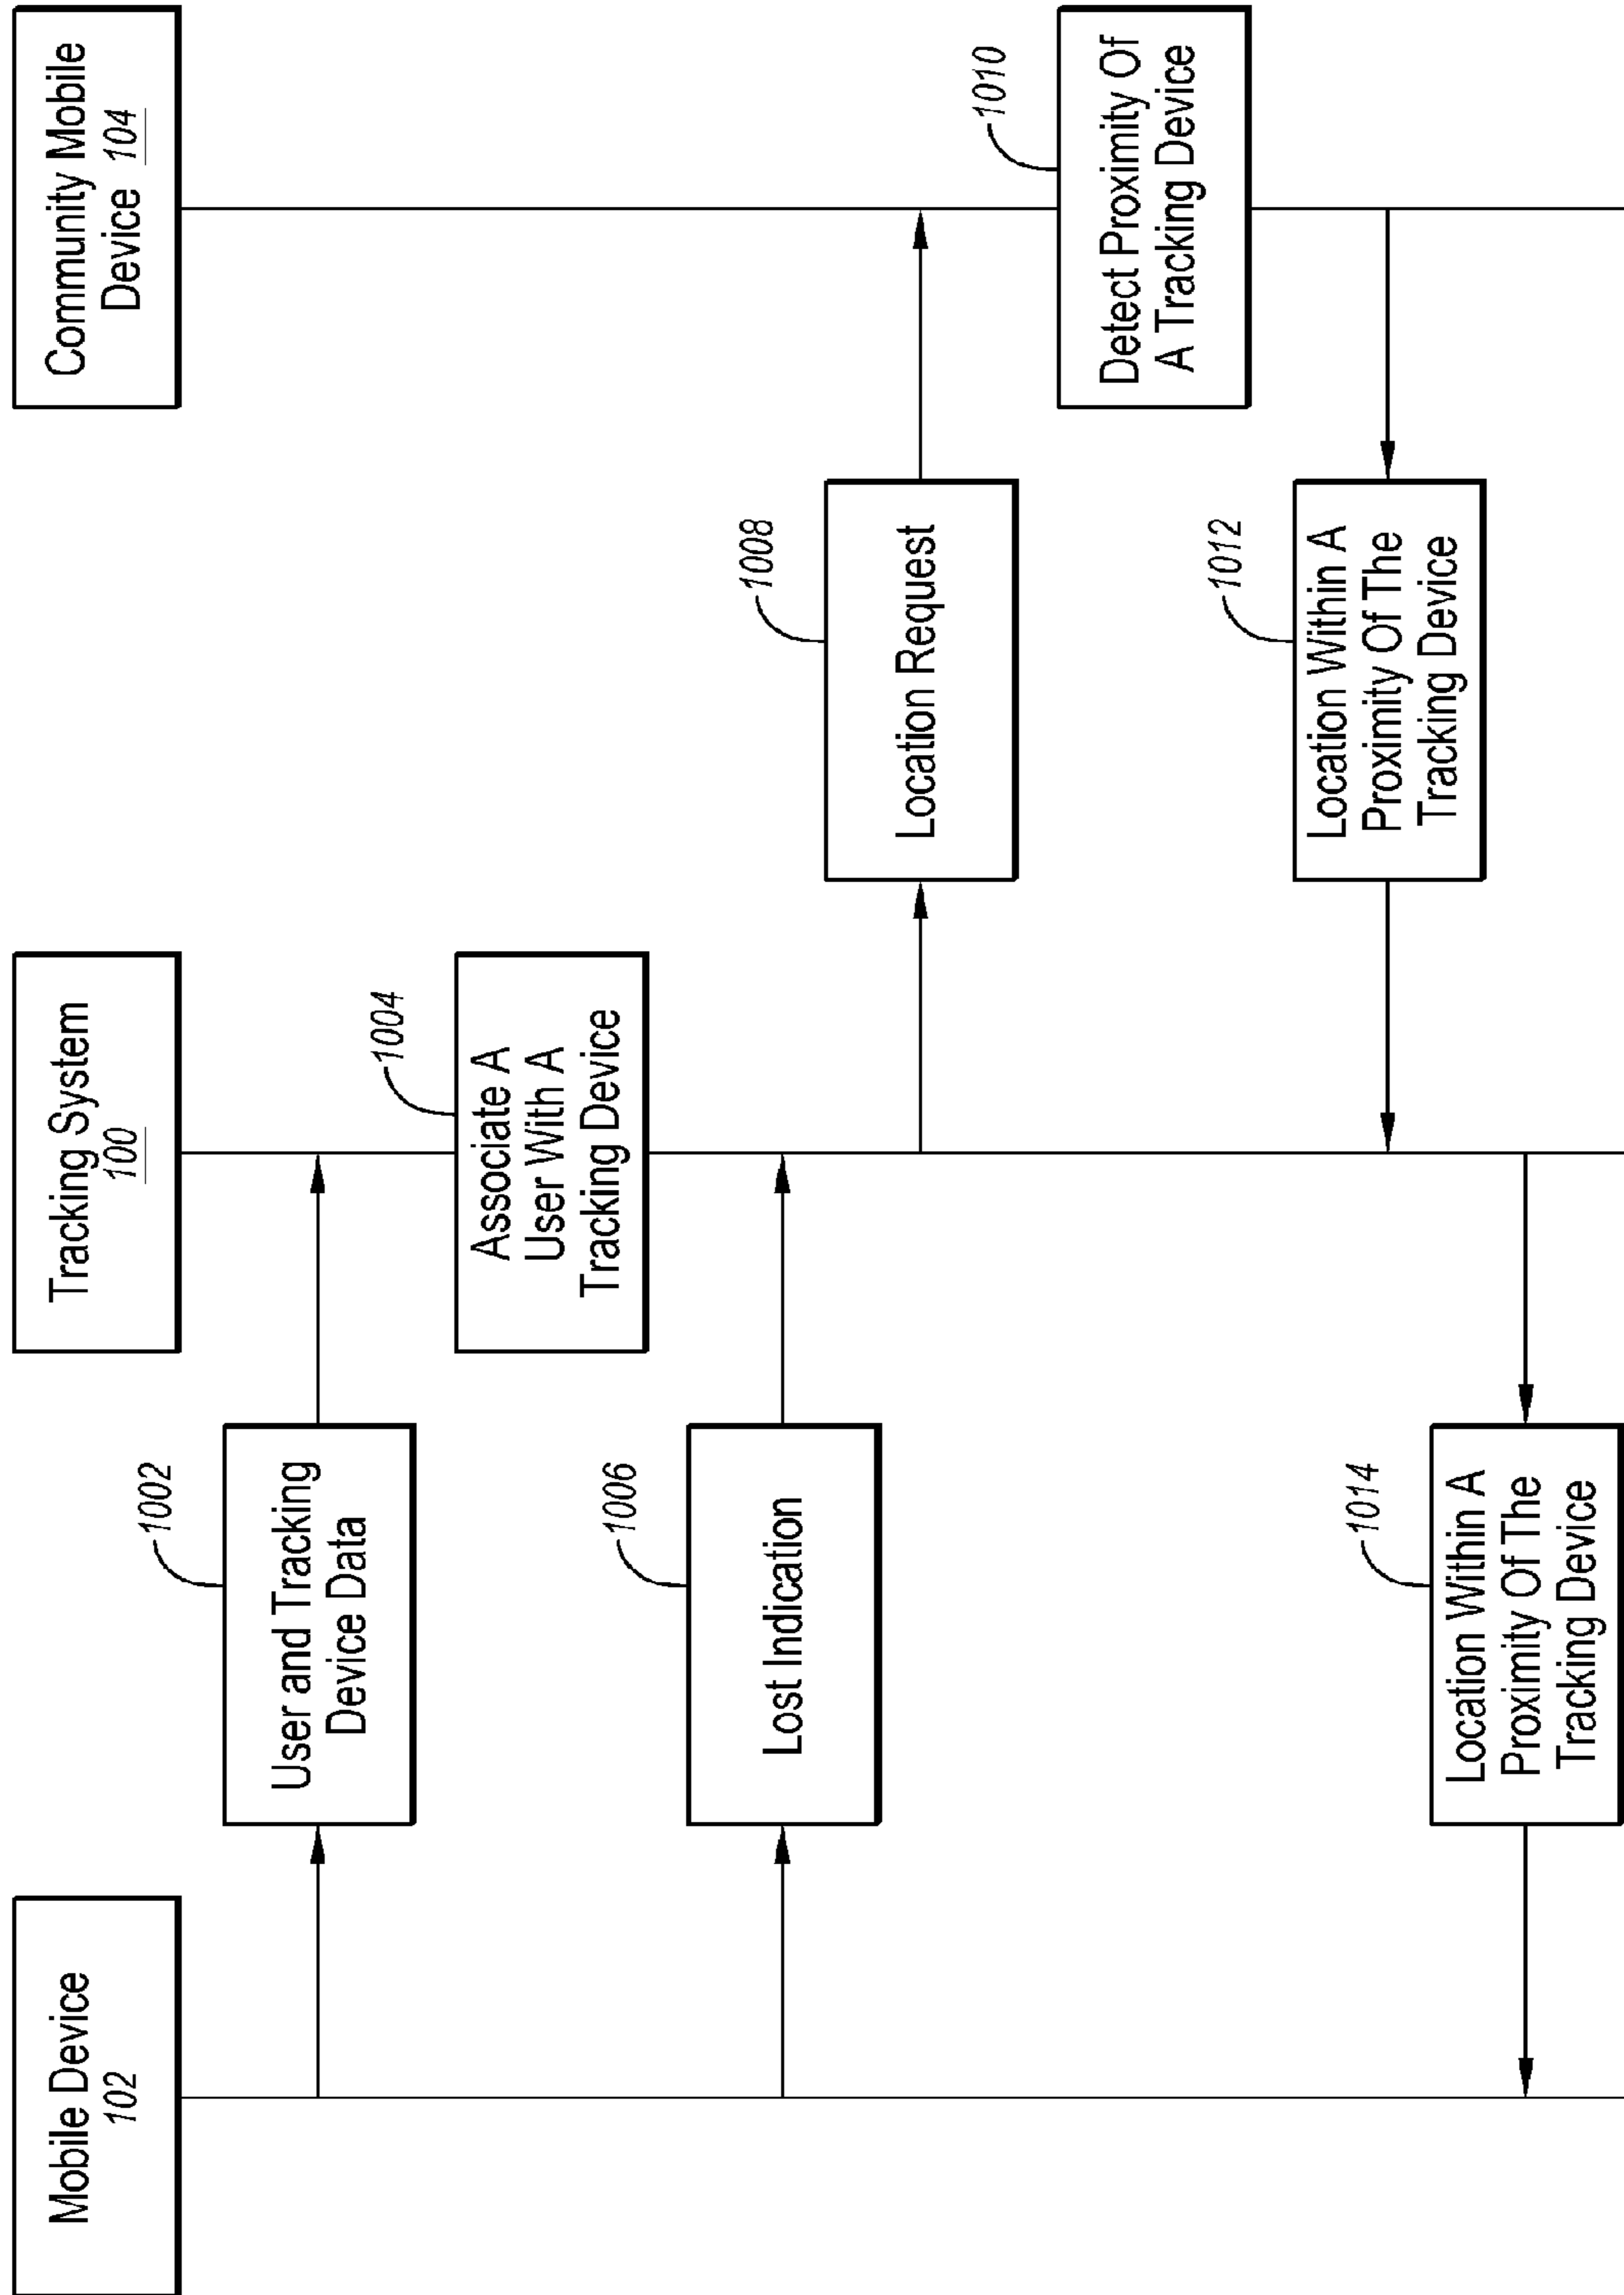 Mobile Device
102
Tracking System
100
Community Mobile
Device 104
1002
User and Tracking
Device Data
1004
Associate A
User With A
Tracking Device
1006
Lost Indication
1008
Location Request
1010
Detect Proximity Of
A Tracking Device
1012
Location Within A
Proximity Of The
Tracking Device
1014
Location Within A
Proximity Of The
Tracking Device